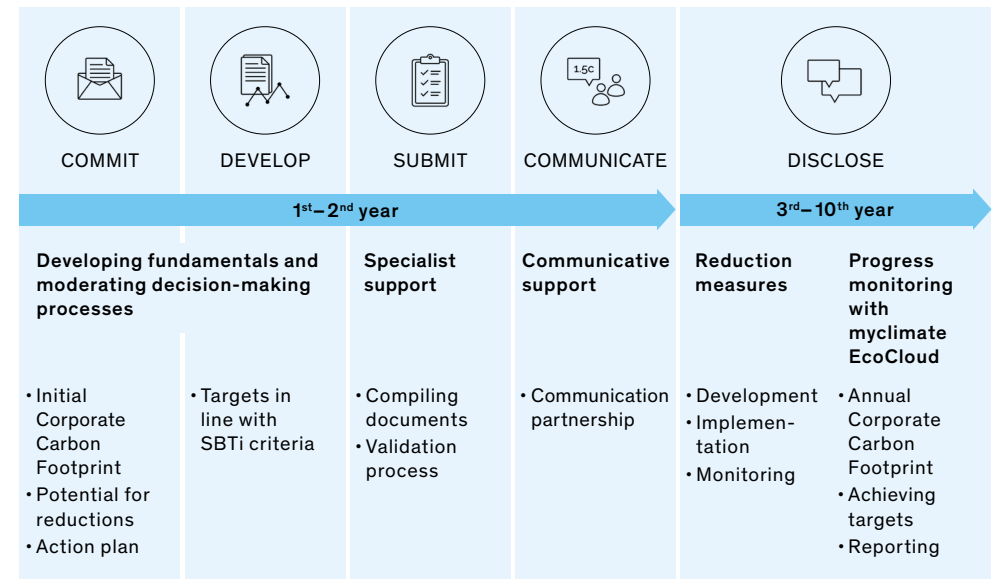 1.5C
COMMIT
DEVELOP
SUBMIT
COMMUNICATE
DISCLOSE
1st–2nd year
3rd–10th year
Developing fundamentals and
moderating decision-making
processes
Specialist
support
Communicative
support
Reduction
measures
Progress
monitoring
with
myclimate
EcoCloud
• Initial
Corporate
Carbon
Footprint
• Potential for
reductions
• Action plan
• Targets in
line with
SBTi criteria
• Compiling
documents
• Validation
process
• Communication
partnership
• Development
• Implemen-
tation
• Monitoring
• Annual
Corporate
Carbon
Footprint
• Achieving
targets
• Reporting